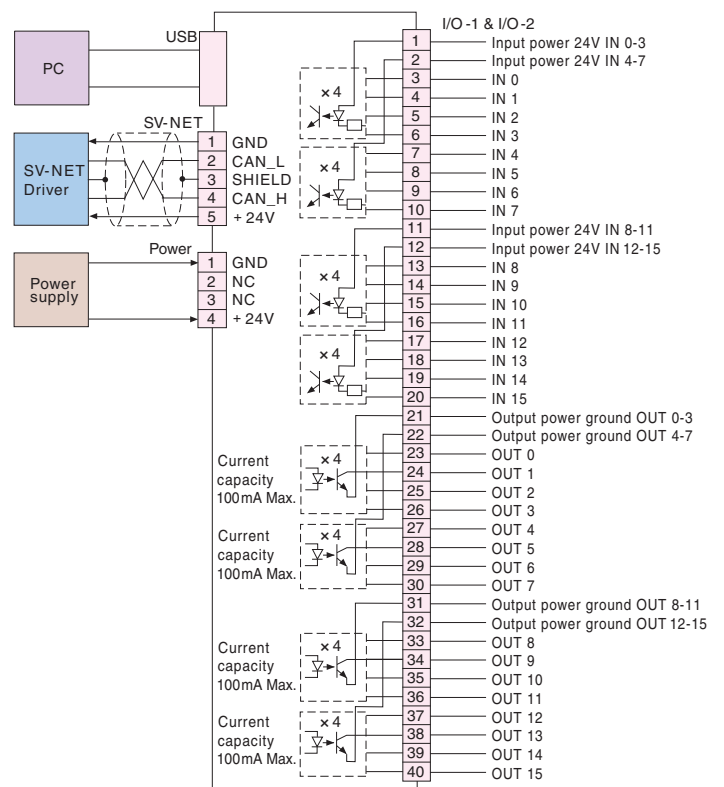 I/O-1 & I/O-2
PC
USB
SV-NET Driver
SV-NET
1 GND
2 CAN_L
3 SHIELD
4 CAN_H
5 +24V
Power supply
Power
1 GND
2 NC
3 NC
4 +24V
×4
×4
×4
×4
Current capacity 100mA Max.
×4
Current capacity 100mA Max.
×4
Current capacity 100mA Max.
×4
Current capacity 100mA Max.
×4
1 Input power 24V IN 0-3
2 Input power 24V IN 4-7
3 IN 0
4 IN 1
5 IN 2
6 IN 3
7 IN 4
8 IN 5
9 IN 6
10 IN 7
11 Input power 24V IN 8-11
12 Input power 24V IN 12-15
13 IN 8
14 IN 9
15 IN 10
16 IN 11
17 IN 12
18 IN 13
19 IN 14
20 IN 15
21 Output power ground OUT 0-3
22 Output power ground OUT 4-7
23 OUT 0
24 OUT 1
25 OUT 2
26 OUT 3
27 OUT 4
28 OUT 5
29 OUT 6
30 OUT 7
31 Output power ground OUT 8-11
32 Output power ground OUT 12-15
33 OUT 8
34 OUT 9
35 OUT 10
36 OUT 11
37 OUT 12
38 OUT 13
39 OUT 14
40 OUT 15